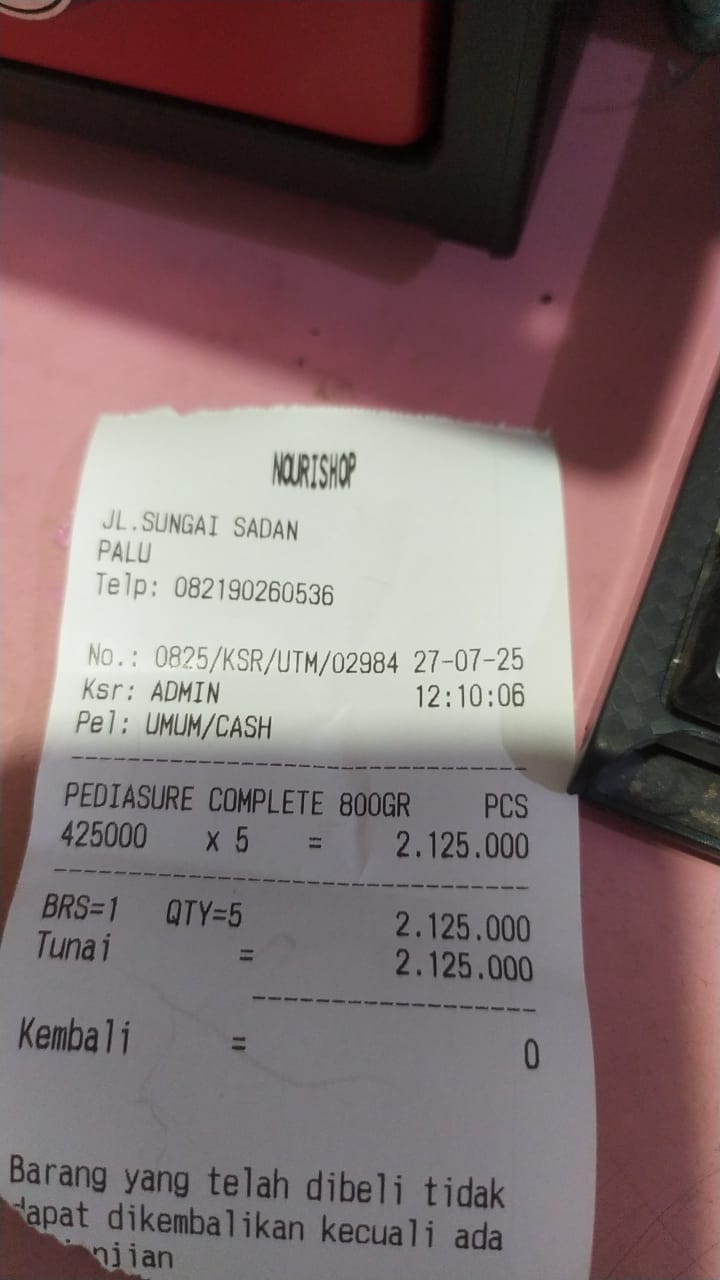 NOURISHOP
JL.SUNGAI SADAN
PALU
Telp: 082190260536
No.: 0825/KSR/UTM/02984 27-07-25
Ksr: ADMIN 12:10:06
Pel: UMUM/CASH
PEDIASURE COMPLETE 800GR PCS
425000 x 5 = 2.125.000
BRS=1 QTY=5 2.125.000
Tunai = 2.125.000
Kembali = 0
Barang yang telah dibeli tidak
dapat dikembalikan kecuali ada